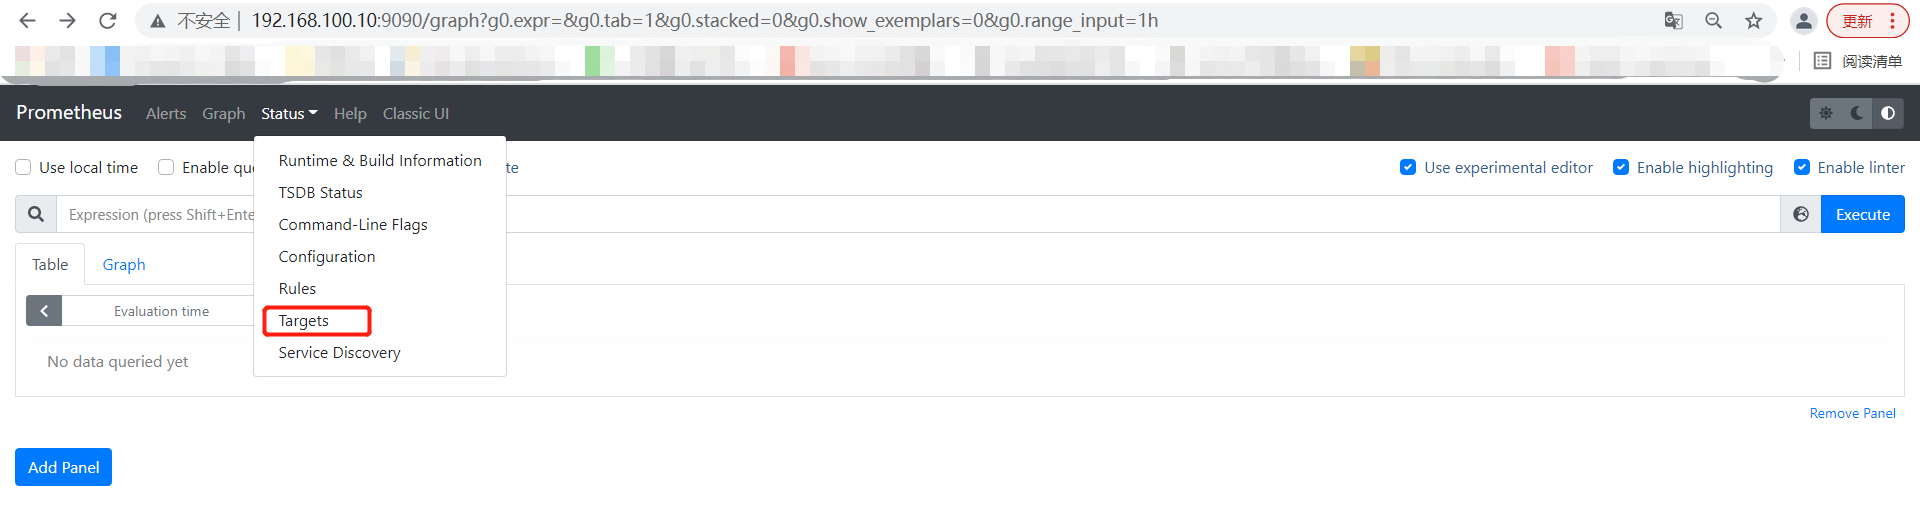 不安全 | 192.168.100.10:9090/graph?g0.expr=&g0.tab=1&g0.stacked=0&g0.show_exemplars=0&g0.range_input=1h 更新
阅读清单
Prometheus Alerts Graph Status Help Classic UI
Runtime & Build Information
TSDB Status
Command-Line Flags
Configuration
Rules
Targets
Service Discovery
Use local time Enable que te Use experimental editor Enable highlighting Enable linter
Expression (press Shift+Ente Execute
Table Graph
Evaluation time
No data queried yet
Remove Panel
Add Panel